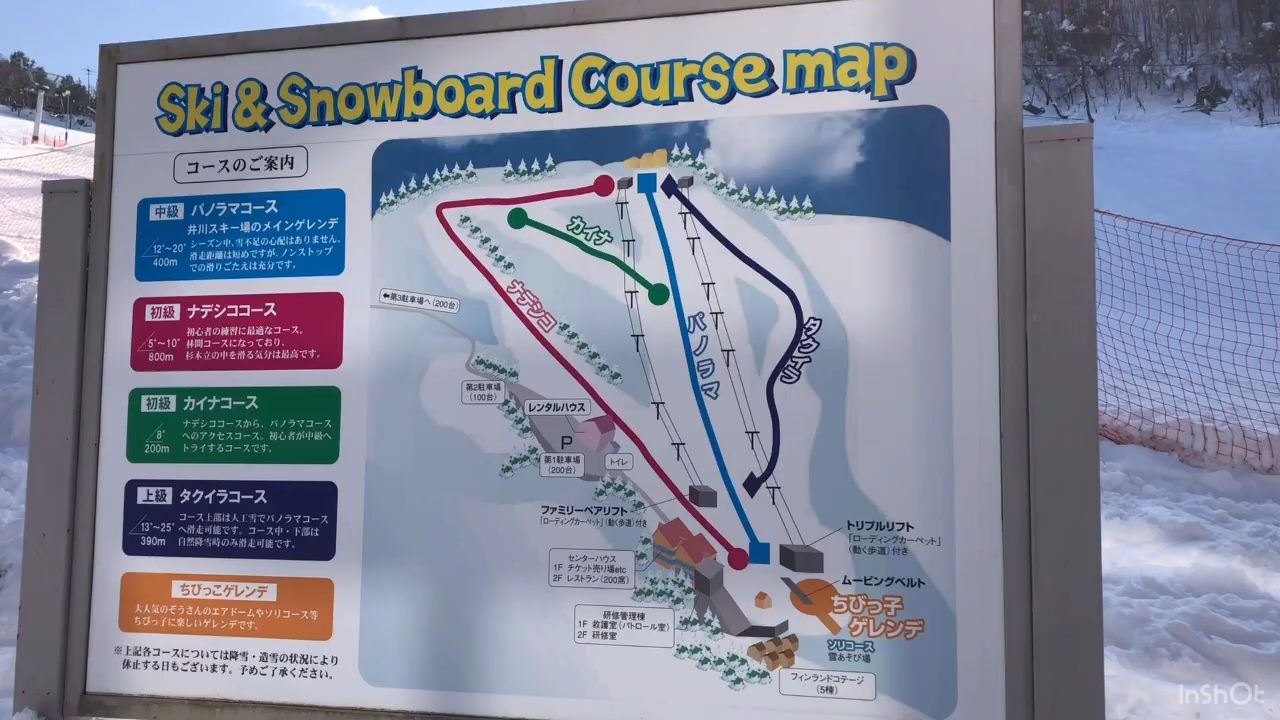 Ski & Snowboard Course map
コースのご案内
中級 パノラマコース
井川スキー場のメインゲレンデ
12°～20°
400m
シーズン中、雪不足の心配はありません。
滑走距離は短めですが、ノンストップ
での滑りごたえは充分です。
初級 ナデシココース
5°～10°
800m
初心者の練習に最適なコース。
林間コースになっており、
杉木立の中を滑る気分は最高です。
初級 カイナコース
8°
200m
ナデシココースから、パノラマコース
へのアクセスコース。初心者が中級へ
トライするコースです。
上級 タクイラコース
13°～25°
390m
コース上部は人工雪でパノラマコース
へ滑走可能です。コース中・下部は
自然降雪時のみ滑走可能です。
ちびっこゲレンデ
大人気のぞうさんのエアドームやソリコース等
ちびっ子に楽しいゲレンデです。
※上記各コースについては降雪・造雪の状況により
休止する日もございます。予めご了承ください。
カイナ
ナデシコ
パノラマ
タクイラ
←第3駐車場へ(200台)
第2駐車場
(100台)
レンタルハウス
P
第1駐車場
(200台)
トイレ
ファミリーペアリフト
「ローディングカーペット」(動く歩道)付き
トリプルリフト
「ローディングカーペット」
(動く歩道)付き
センターハウス
1F チケット売り場etc
2F レストラン(200席)
ムービングベルト
ちびっ子
ゲレンデ
研修管理棟
1F 救護室(パトロール室)
2F 研修室
ソリコース
雪あそび場
フィンランドコテージ
(5棟)
InShOt